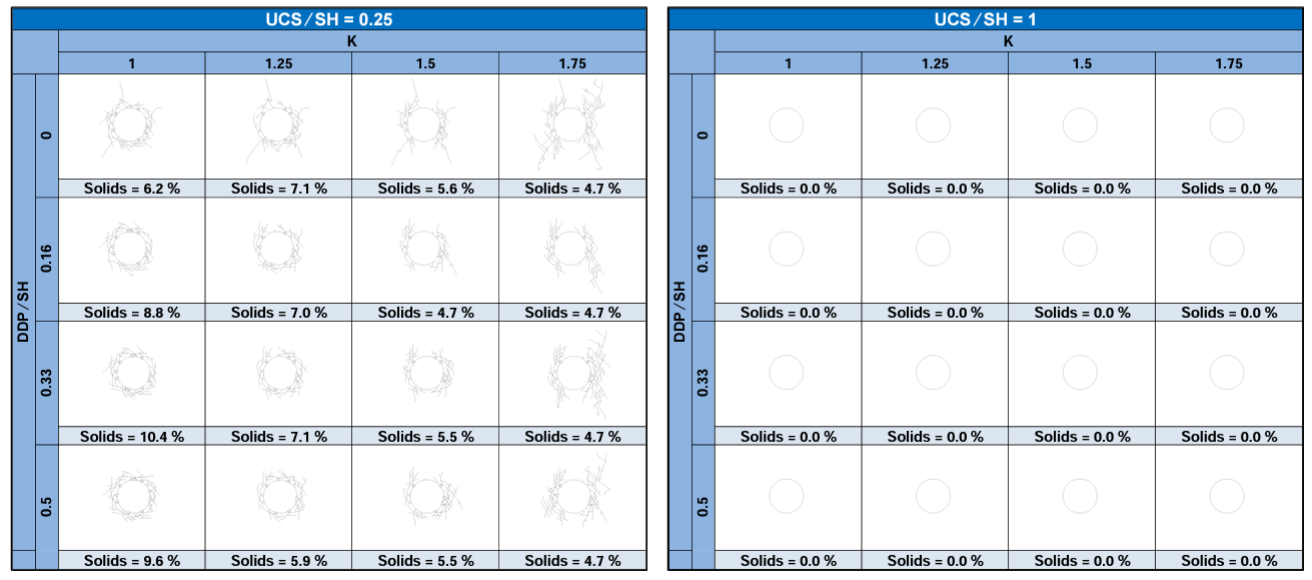 UCS / SH = 0.25
K
1 1.25 1.5 1.75
DDP / SH
0
Solids = 6.2 % Solids = 7.1 % Solids = 5.6 % Solids = 4.7 %
0.16
Solids = 8.8 % Solids = 7.0 % Solids = 4.7 % Solids = 4.7 %
0.33
Solids = 10.4 % Solids = 7.1 % Solids = 5.5 % Solids = 4.7 %
0.5
Solids = 9.6 % Solids = 5.9 % Solids = 5.5 % Solids = 4.7 %
UCS / SH = 1
K
1 1.25 1.5 1.75
DDP / SH
0
Solids = 0.0 % Solids = 0.0 % Solids = 0.0 % Solids = 0.0 %
0.16
Solids = 0.0 % Solids = 0.0 % Solids = 0.0 % Solids = 0.0 %
0.33
Solids = 0.0 % Solids = 0.0 % Solids = 0.0 % Solids = 0.0 %
0.5
Solids = 0.0 % Solids = 0.0 % Solids = 0.0 % Solids = 0.0 %